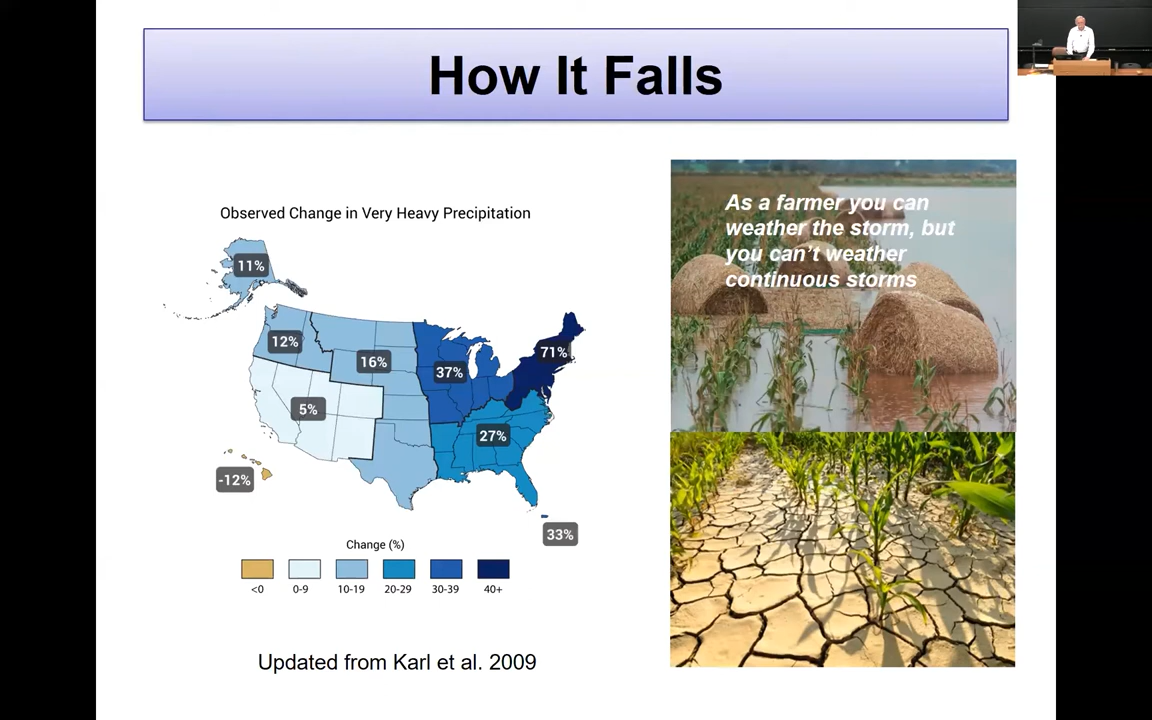 How It Falls
Observed Change in Very Heavy Precipitation
11%
12%
16%
37%
71%
5%
27%
-12%
33%
Change (%)
<0
0-9
10-19
20-29
30-39
40+
Updated from Karl et al. 2009
As a farmer you can
weather the storm, but
you can't weather
continuous storms